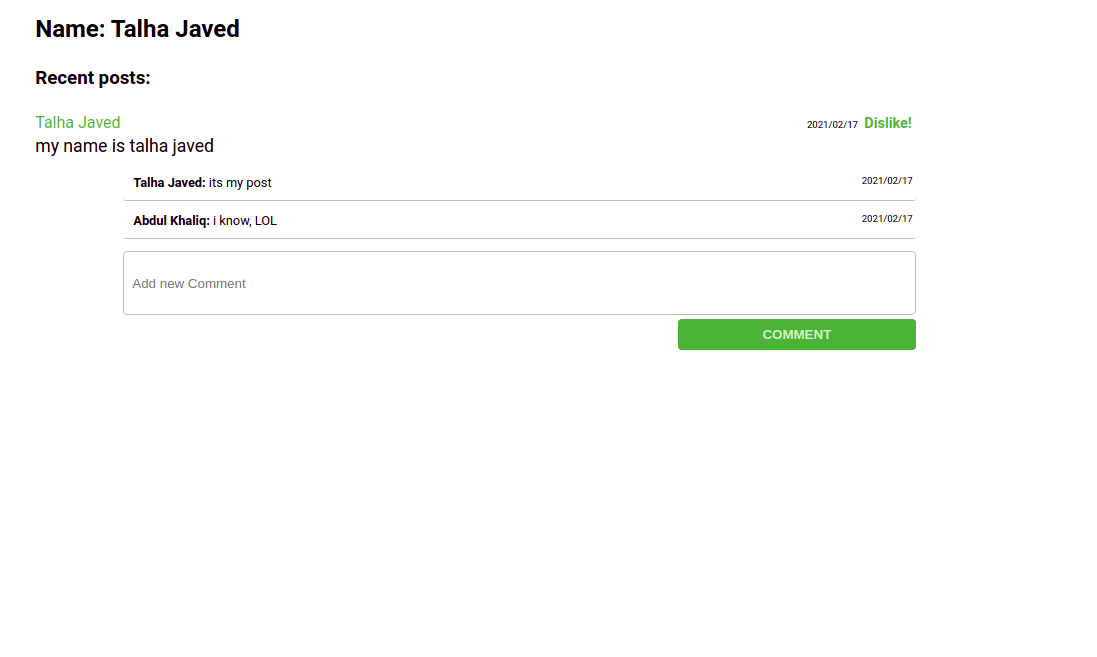 Name: Talha Javed
Recent posts:
Talha Javed 2021/02/17 Dislike!
my name is talha javed
Talha Javed: its my post 2021/02/17
Abdul Khaliq: i know, LOL 2021/02/17
Add new Comment
COMMENT